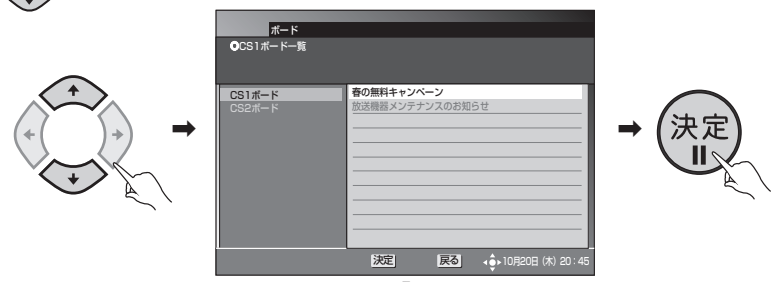 ボード
CS1ボード一覧
CS1ボード
CS2ボード
春の無料キャンペーン
放送機器メンテナンスのお知らせ
決定 戻る 10月20日 (木) 20:45
決定